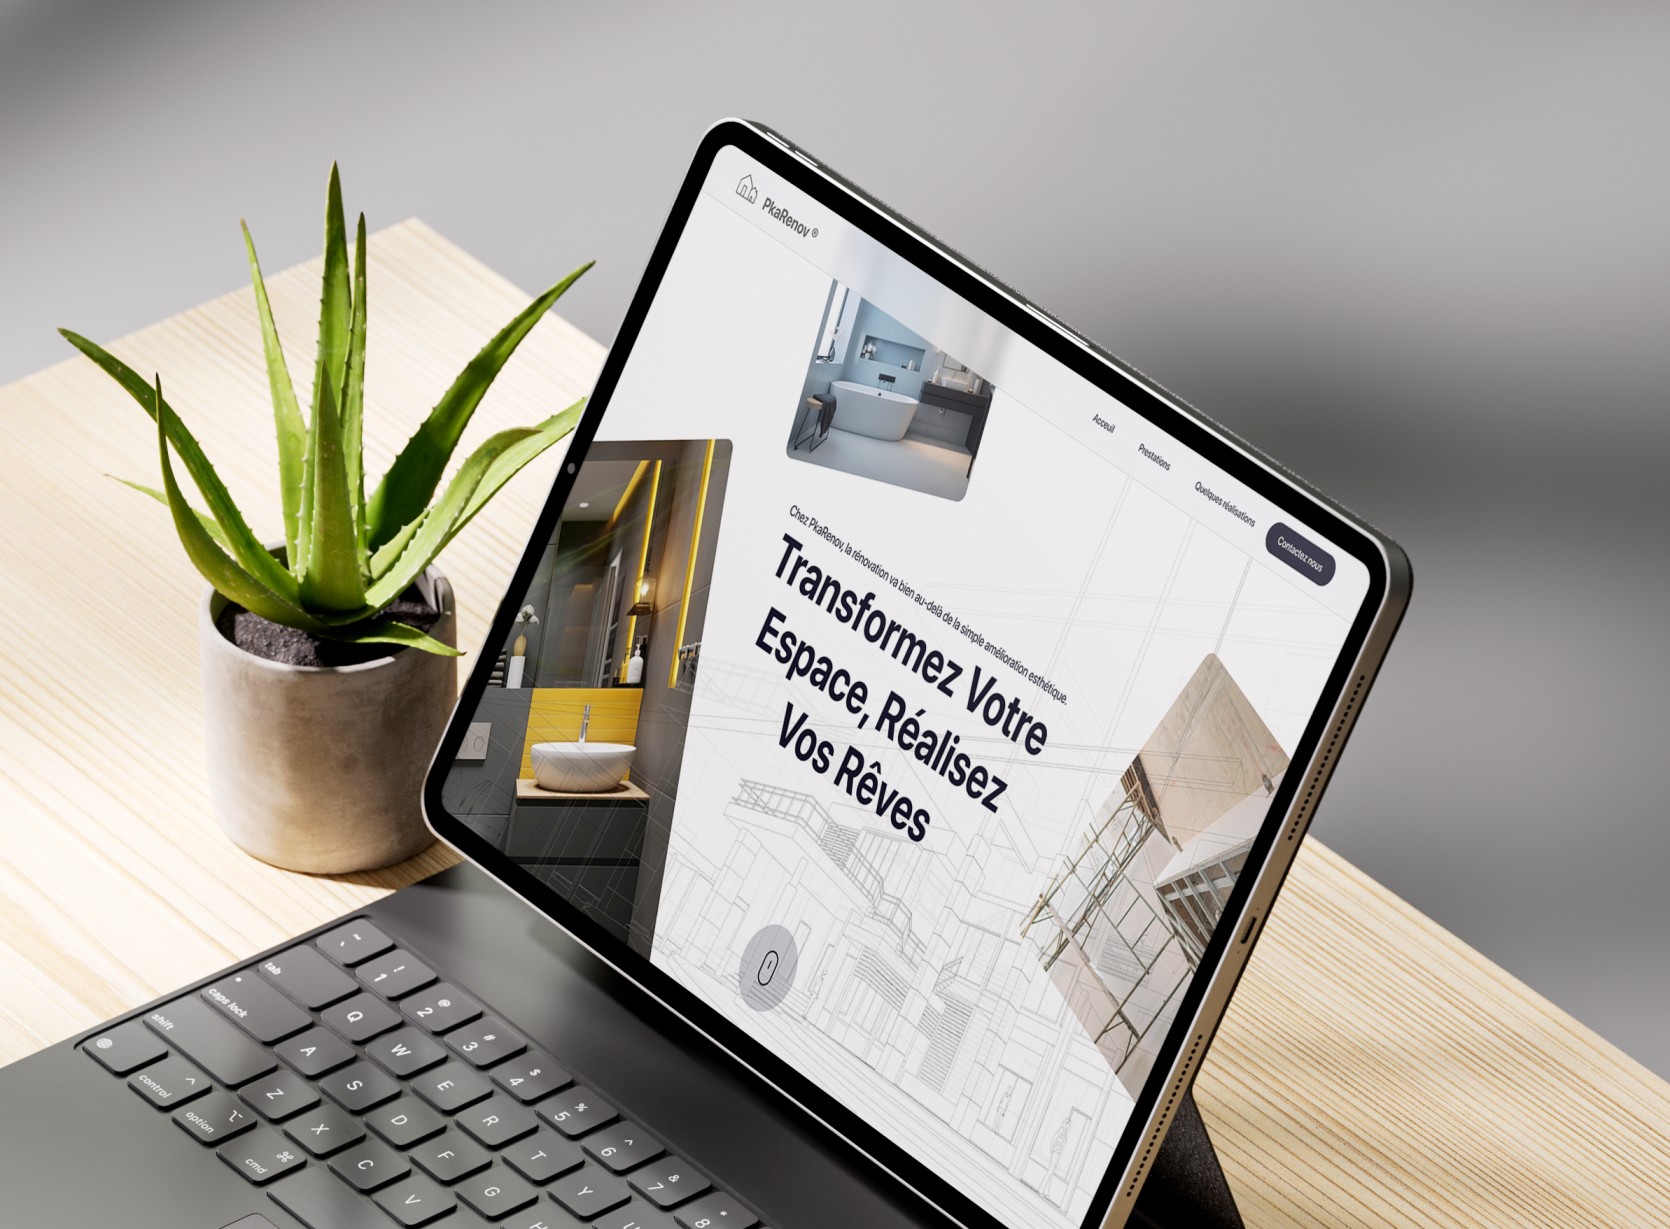 PkaRenov ®
Acceuil
Prestations
Quelques réalisations
Contactez nous
Chez PkaRenov, la rénovation va bien au-delà de la simple amélioration esthétique.
Transformez Votre
Espace, Réalisez
Vos Rêves
~ `
! 1
@ 2
# 3
$ 4
% 5
^ 6
& 7
* 8
tab
Q
W
E
R
T
Y
U
caps lock
A
S
D
F
G
H
shift
Z
X
C
V
control
option
cmd